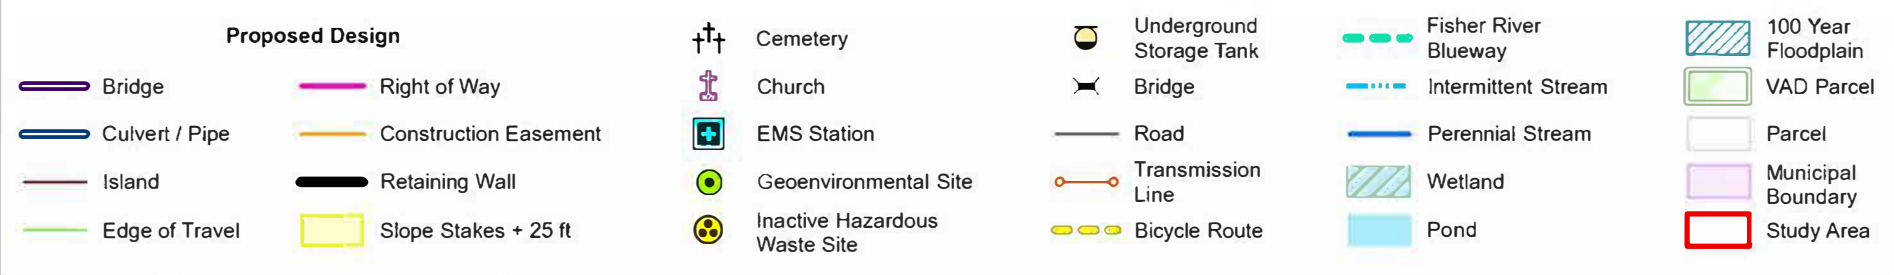 Proposed Design
Bridge
Culvert / Pipe
Island
Edge of Travel
Right of Way
Construction Easement
Retaining Wall
Slope Stakes + 25 ft
Cemetery
Church
EMS Station
Geoenvironmental Site
Inactive Hazardous
Waste Site
Underground
Storage Tank
Bridge
Road
Transmission
Line
Bicycle Route
Fisher River
Blueway
Intermittent Stream
Perennial Stream
Wetland
Pond
100 Year
Floodplain
VAD Parcel
Parcel
Municipal
Boundary
Study Area